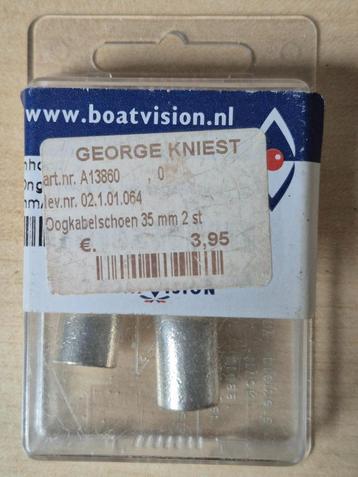 www.boatvision.nl
GEORGE KNIEST
art.nr. A13860 , 0
lev.nr. 02.1.01.064
Oogkabelschoen 35 mm 2 st
€. 3,95